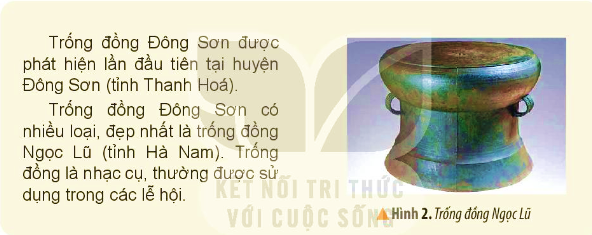 Trống đồng Đông Sơn được
phát hiện lần đầu tiên tại huyện
Đông Sơn (tỉnh Thanh Hoá).
Trống đồng Đông Sơn có
nhiều loại, đẹp nhất là trống đồng
Ngọc Lũ (tỉnh Hà Nam). Trống
đồng là nhạc cụ, thường được sử
dụng trong các lễ hội.
KẾT NỐI TRI THỨC
VỚI CUỘC SỐNG
Hình 2. Trống đồng Ngọc Lũ